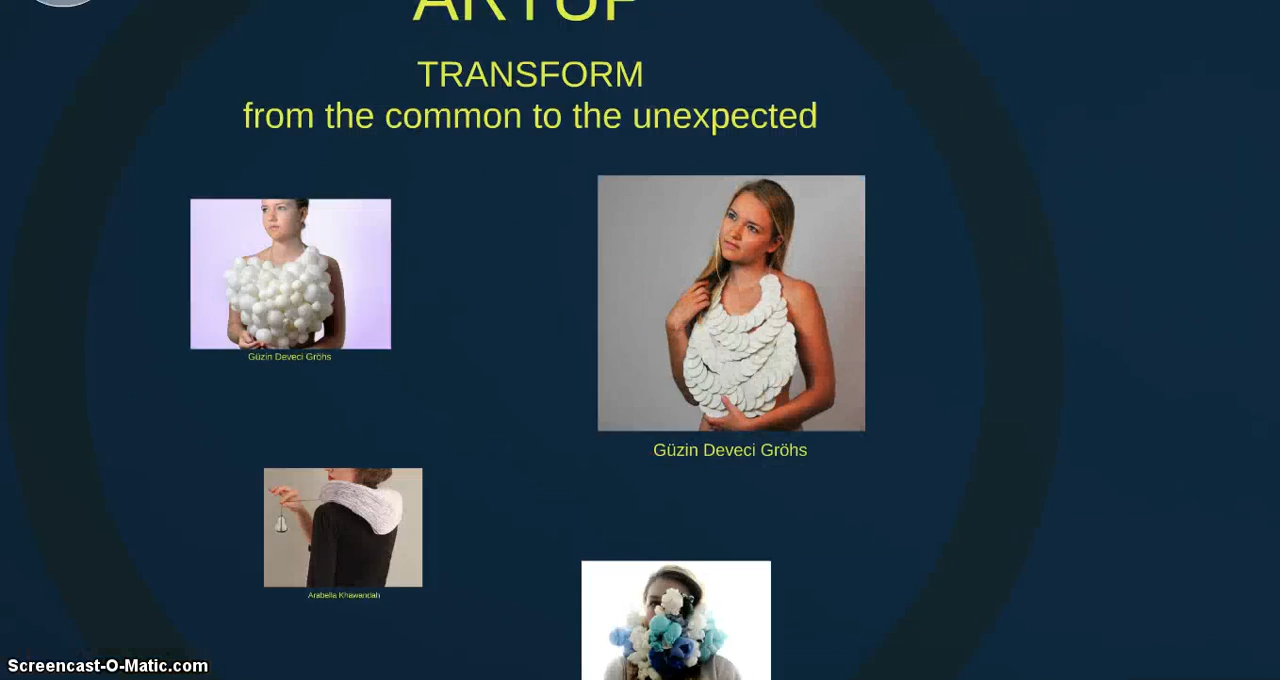 TRANSFORM
from the common to the unexpected
Güzin Deveci Gröhs
Güzin Deveci Gröhs
Arabella Khawandah
Screencast-O-Matic.com